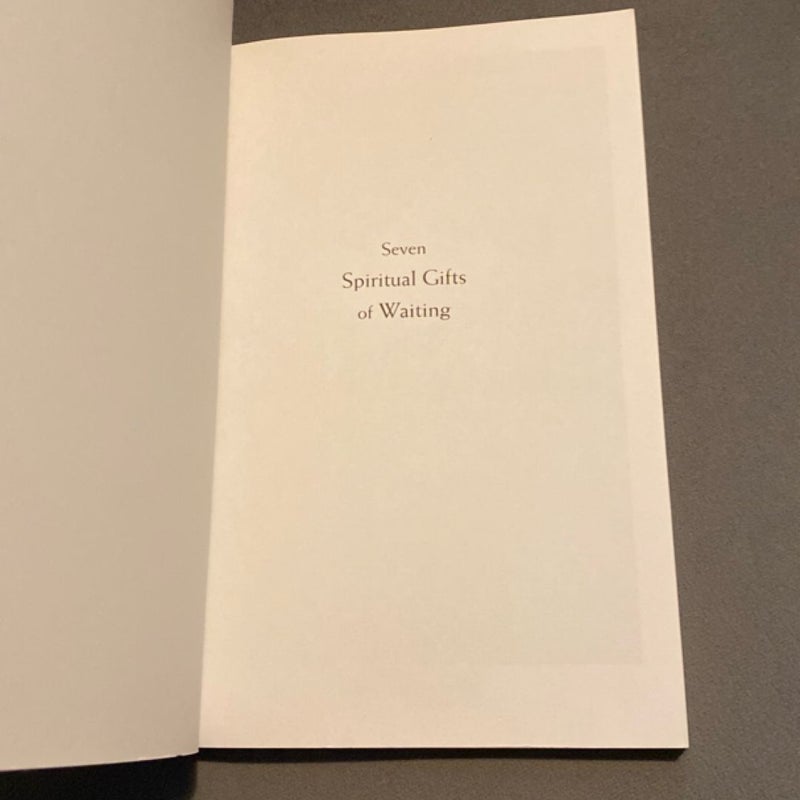 Seven
Spiritual Gifts
of Waiting